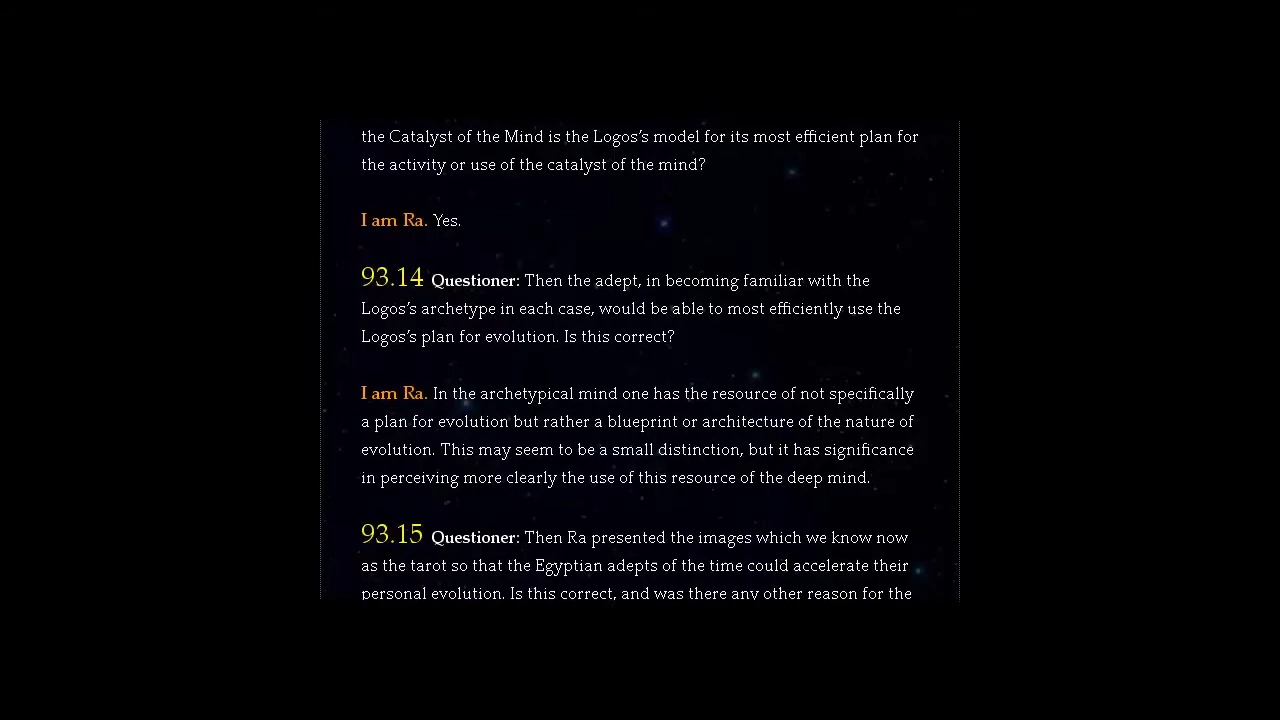 the Catalyst of the Mind is the Logos’s model for its most efficient plan for
the activity or use of the catalyst of the mind?
I am Ra. Yes.
93.14 Questioner: Then the adept, in becoming familiar with the
Logos’s archetype in each case, would be able to most efficiently use the
Logos’s plan for evolution. Is this correct?
I am Ra. In the archetypical mind one has the resource of not specifically
a plan for evolution but rather a blueprint or architecture of the nature of
evolution. This may seem to be a small distinction, but it has significance
in perceiving more clearly the use of this resource of the deep mind.
93.15 Questioner: Then Ra presented the images which we know now
as the tarot so that the Egyptian adepts of the time could accelerate their
personal evolution. Is this correct, and was there any other reason for the